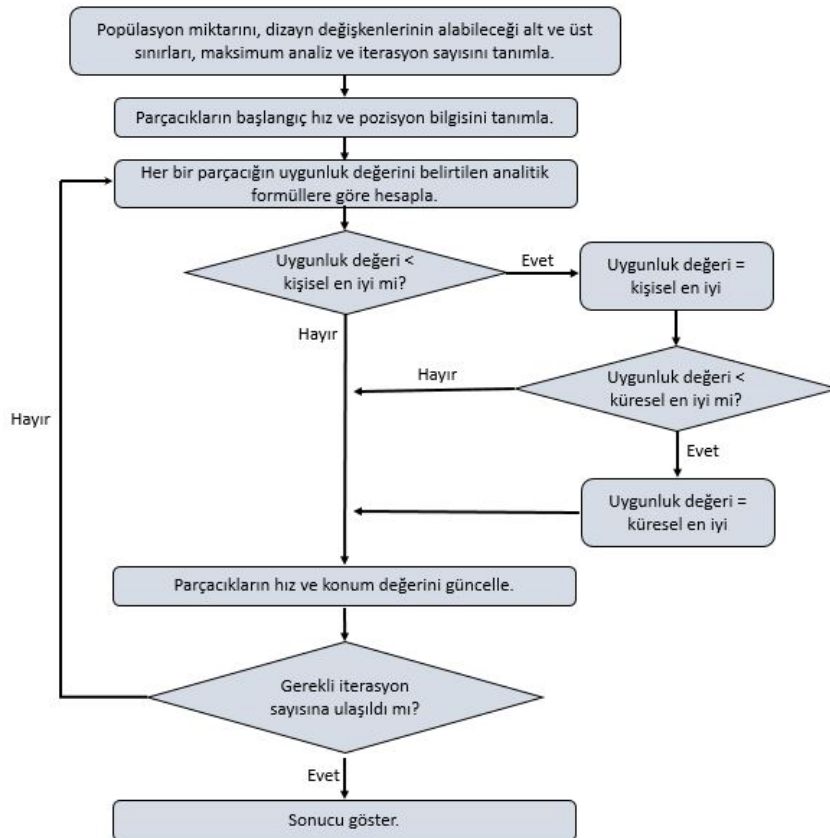 Popülasyon miktarını, dizayn değişkenlerinin alabileceği alt ve üst
sınırları, maksimum analiz ve iterasyon sayısını tanımla.
Parçacıkların başlangıç hız ve pozisyon bilgisini tanımla.
Her bir parçacığın uygunluk değerini belirtilen analitik
formüllere göre hesapla.
Uygunluk değeri <
kişisel en iyi mi?
Evet
Uygunluk değeri =
kişisel en iyi
Hayır
Uygunluk değeri <
küresel en iyi mi?
Hayır
Evet
Uygunluk değeri =
küresel en iyi
Hayır
Parçacıkların hız ve konum değerini güncelle.
Gerekli iterasyon
sayısına ulaşıldı mı?
Evet
Sonucu göster.